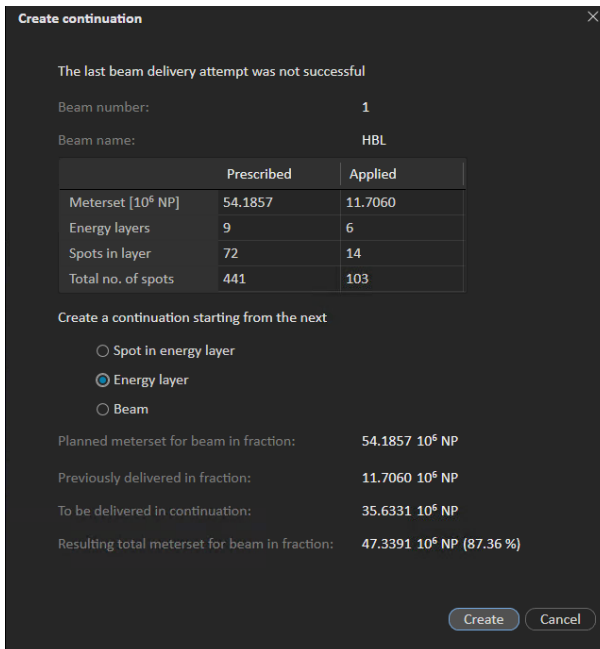 Create continuation
The last beam delivery attempt was not successful
Beam number: 1
Beam name: HBL
Prescribed Applied
Meterset [10⁶ NP] 54.1857 11.7060
Energy layers 9 6
Spots in layer 72 14
Total no. of spots 441 103
Create a continuation starting from the next
Spot in energy layer
Energy layer
Beam
Planned meterset for beam in fraction: 54.1857 10⁶ NP
Previously delivered in fraction: 11.7060 10⁶ NP
To be delivered in continuation: 35.6331 10⁶ NP
Resulting total meterset for beam in fraction: 47.3391 10⁶ NP (87.36 %)
Create Cancel